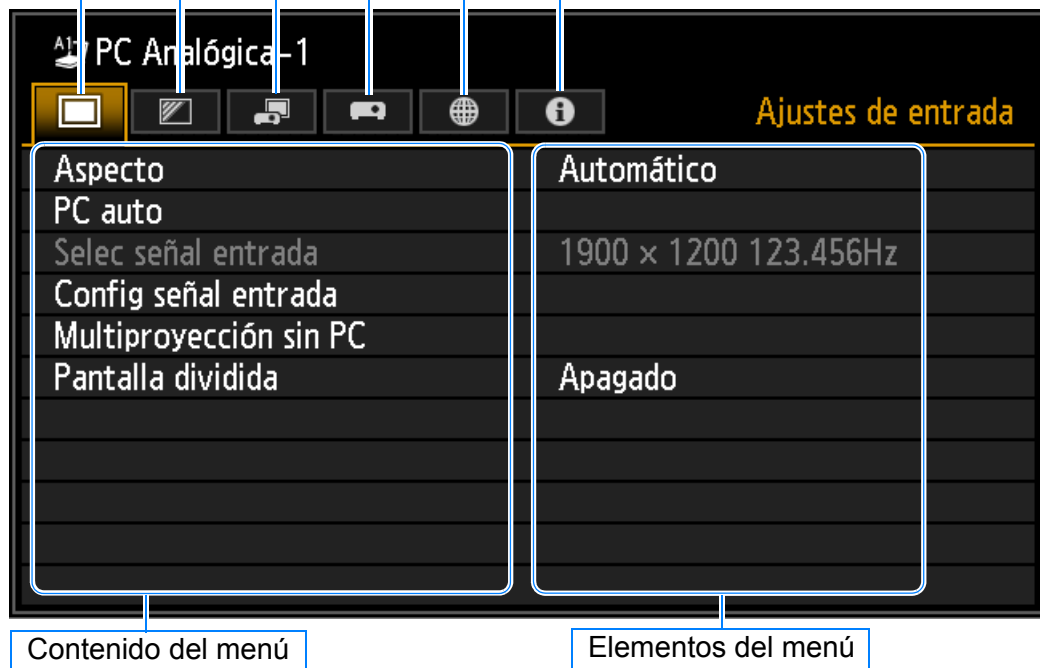 A1 PC Analógica-1
Ajustes de entrada
Aspecto Automático
PC auto
Selec señal entrada 1900 × 1200 123.456Hz
Config señal entrada
Multiproyección sin PC
Pantalla dividida Apagado
Contenido del menú Elementos del menú